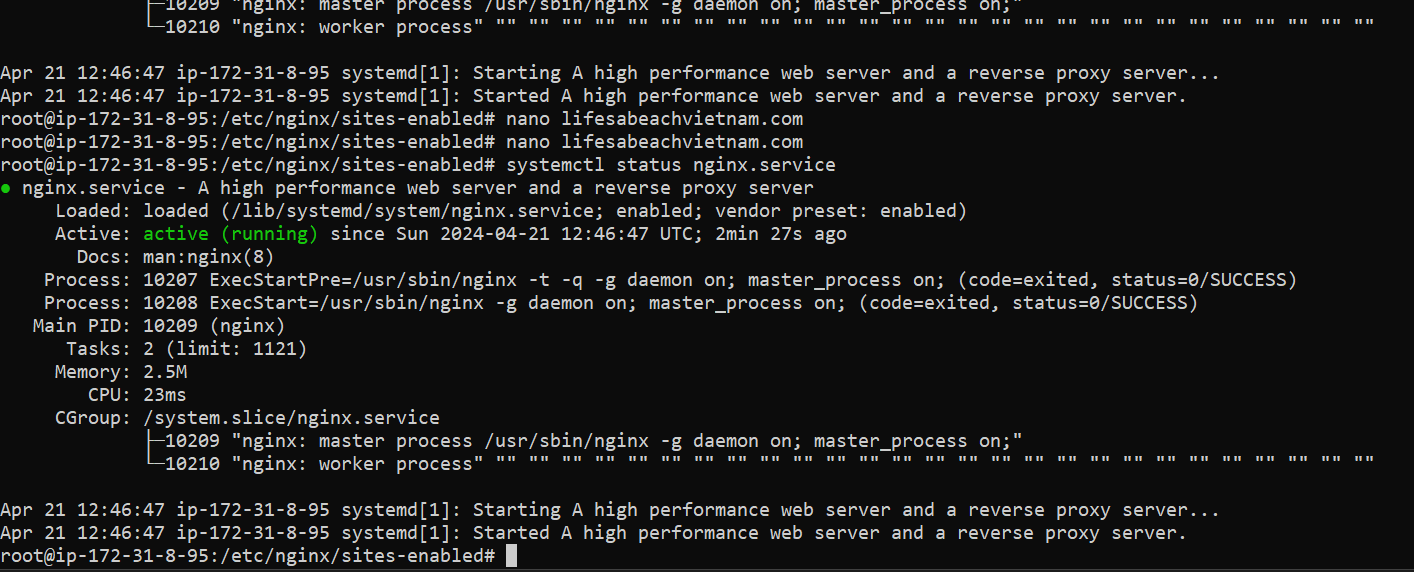 ├─10209 "nginx: master process /usr/sbin/nginx -g daemon on; master_process on;"
└─10210 "nginx: worker process" "" "" "" "" "" "" "" "" "" "" "" "" "" "" "" "" "" "" "" "" "" "" "" "" "" "" ""
Apr 21 12:46:47 ip-172-31-8-95 systemd[1]: Starting A high performance web server and a reverse proxy server...
Apr 21 12:46:47 ip-172-31-8-95 systemd[1]: Started A high performance web server and a reverse proxy server.
root@ip-172-31-8-95:/etc/nginx/sites-enabled# nano lifesabeachvietnam.com
root@ip-172-31-8-95:/etc/nginx/sites-enabled# nano lifesabeachvietnam.com
root@ip-172-31-8-95:/etc/nginx/sites-enabled# systemctl status nginx.service
● nginx.service - A high performance web server and a reverse proxy server
Loaded: loaded (/lib/systemd/system/nginx.service; enabled; vendor preset: enabled)
Active: active (running) since Sun 2024-04-21 12:46:47 UTC; 2min 27s ago
Docs: man:nginx(8)
Process: 10207 ExecStartPre=/usr/sbin/nginx -t -q -g daemon on; master_process on; (code=exited, status=0/SUCCESS)
Process: 10208 ExecStart=/usr/sbin/nginx -g daemon on; master_process on; (code=exited, status=0/SUCCESS)
Main PID: 10209 (nginx)
Tasks: 2 (limit: 1121)
Memory: 2.5M
CPU: 23ms
CGroup: /system.slice/nginx.service
├─10209 "nginx: master process /usr/sbin/nginx -g daemon on; master_process on;"
└─10210 "nginx: worker process" "" "" "" "" "" "" "" "" "" "" "" "" "" "" "" "" "" "" "" "" "" "" "" "" "" "" ""
Apr 21 12:46:47 ip-172-31-8-95 systemd[1]: Starting A high performance web server and a reverse proxy server...
Apr 21 12:46:47 ip-172-31-8-95 systemd[1]: Started A high performance web server and a reverse proxy server.
root@ip-172-31-8-95:/etc/nginx/sites-enabled#